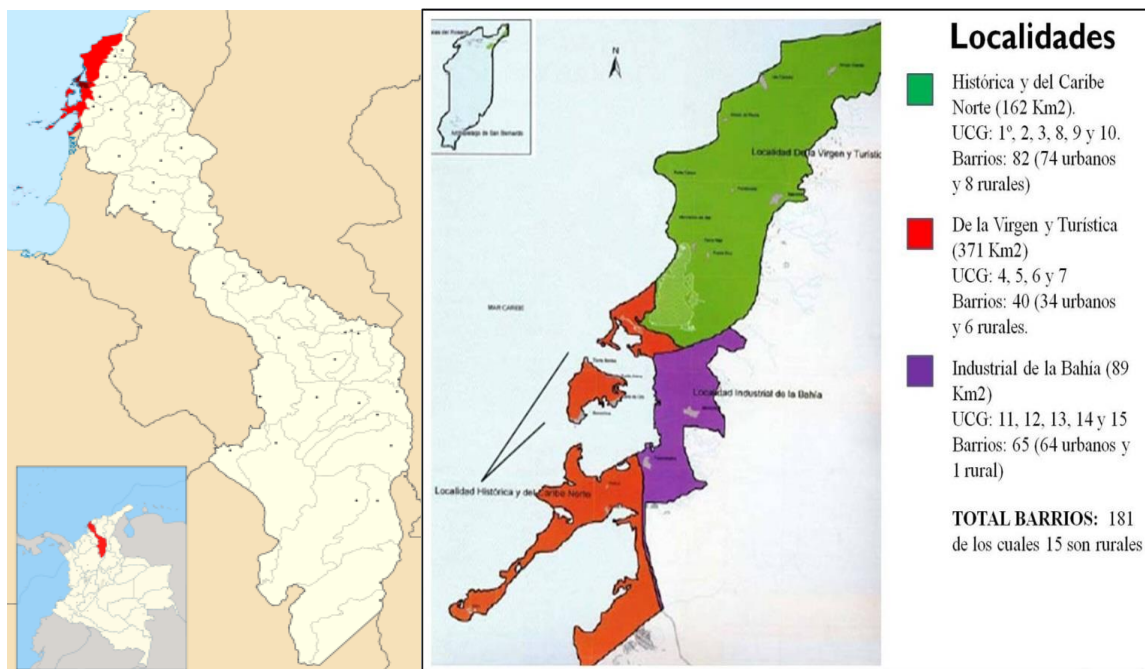 Localidades
Histórica y del Caribe
Norte (162 Km2).
UCG: 1º, 2, 3, 8, 9 y 10.
Barrios: 82 (74 urbanos
y 8 rurales)
De la Virgen y Turística
(371 Km2)
UCG: 4, 5, 6 y 7
Barrios: 40 (34 urbanos
y 6 rurales.
Industrial de la Bahía (89
Km2)
UCG: 11, 12, 13, 14 y 15
Barrios: 65 (64 urbanos y
1 rural)
TOTAL BARRIOS: 181
de los cuales 15 son rurales
Archipielago de San Bernardo
N
Localidad De la Virgen y Turística
MAR CARIBE
Localidad Industrial de la Bahía
Localidad Histórica y del Caribe Norte